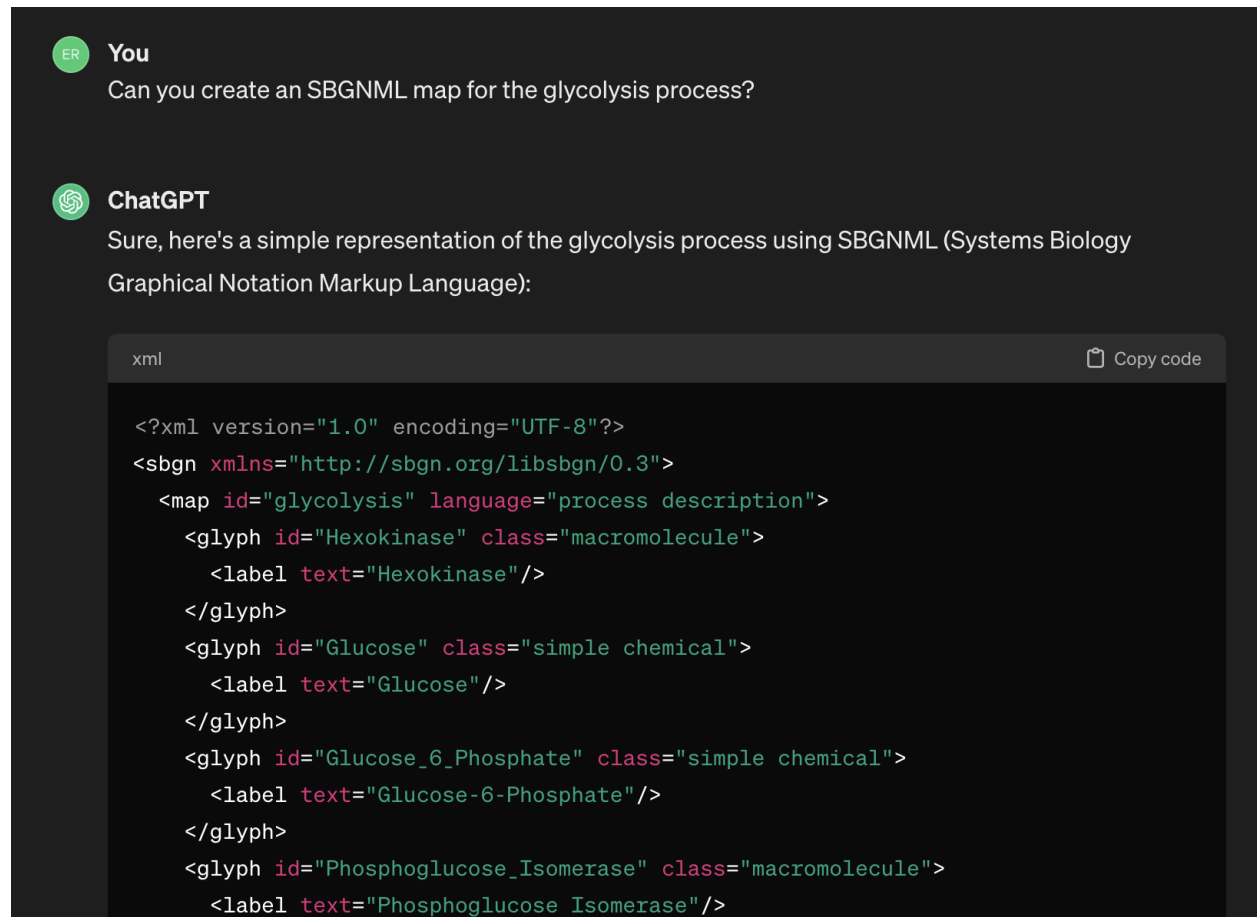 ER
You
Can you create an SBGNML map for the glycolysis process?
ChatGPT
Sure, here's a simple representation of the glycolysis process using SBGNML (Systems Biology
Graphical Notation Markup Language):
xml
Copy code
<?xml version="1.0" encoding="UTF-8"?>
<sbgn xmlns="http://sbgn.org/libsbgn/0.3">
  <map id="glycolysis" language="process description">
    <glyph id="Hexokinase" class="macromolecule">
      <label text="Hexokinase"/>
    </glyph>
    <glyph id="Glucose" class="simple chemical">
      <label text="Glucose"/>
    </glyph>
    <glyph id="Glucose_6_Phosphate" class="simple chemical">
      <label text="Glucose-6-Phosphate"/>
    </glyph>
    <glyph id="Phosphoglucose_Isomerase" class="macromolecule">
      <label text="Phosphoglucose Isomerase"/>